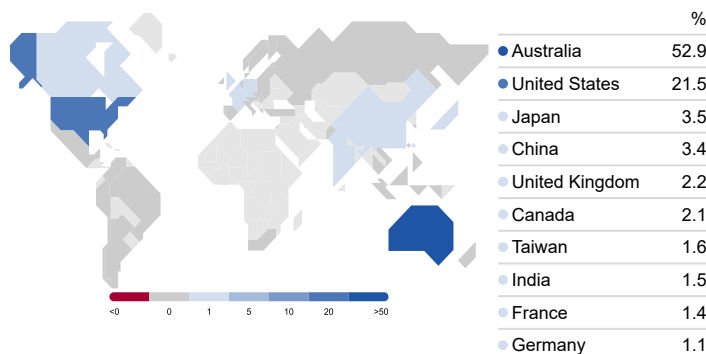 %
Australia 52.9
United States 21.5
Japan 3.5
China 3.4
United Kingdom 2.2
Canada 2.1
Taiwan 1.6
India 1.5
France 1.4
Germany 1.1
<0 0 1 5 10 20 >50